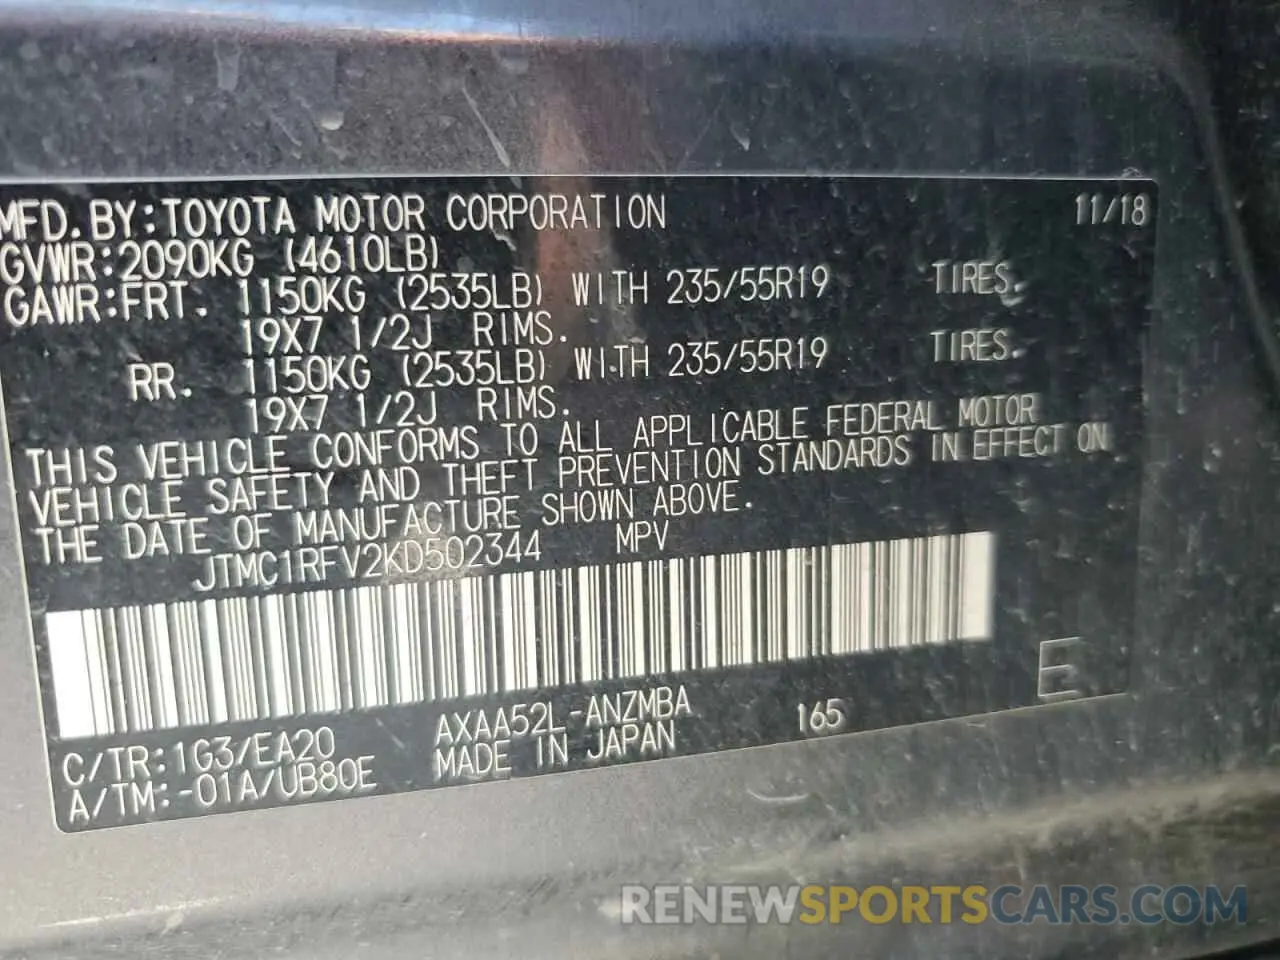 MFD.BY:TOYOTA MOTOR CORPORATION 11/18
GVWR:2090KG (4610LB)
GAWR:FRT. 1150KG (2535LB) WITH 235/55R19 TIRES.
19X7 1/2J RIMS.
RR. 1150KG (2535LB) WITH 235/55R19 TIRES.
19X7 1/2J RIMS.
THIS VEHICLE CONFORMS TO ALL APPLICABLE FEDERAL MOTOR
VEHICLE SAFETY AND THEFT PREVENTION STANDARDS IN EFFECT ON
THE DATE OF MANUFACTURE SHOWN ABOVE.
JTMC1RFV2KD502344 MPV
E
C/TR:1G3/EA20 AXAA52L-ANZMBA 165
A/TM:-01A/UB80E MADE IN JAPAN
RENEWSPORTSCARS.COM